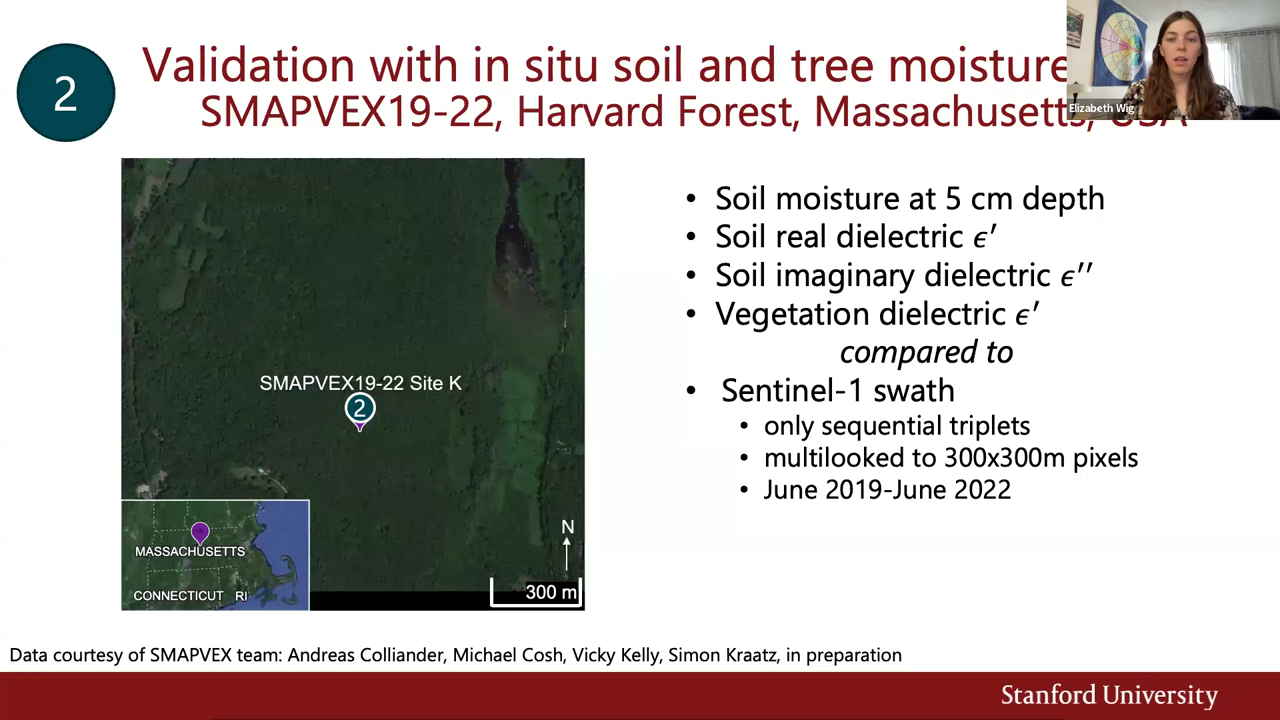 2
Validation with in situ soil and tree moisture
SMAPVEX19-22, Harvard Forest, Massachusetts, USA
Elizabeth Wig
• Soil moisture at 5 cm depth
• Soil real dielectric ϵ′
• Soil imaginary dielectric ϵ′′
• Vegetation dielectric ϵ′
compared to
• Sentinel-1 swath
• only sequential triplets
• multilooked to 300x300m pixels
• June 2019-June 2022
SMAPVEX19-22 Site K
2
MASSACHUSETTS
CONNECTICUT RI
N
300 m
Data courtesy of SMAPVEX team: Andreas Colliander, Michael Cosh, Vicky Kelly, Simon Kraatz, in preparation
Stanford University